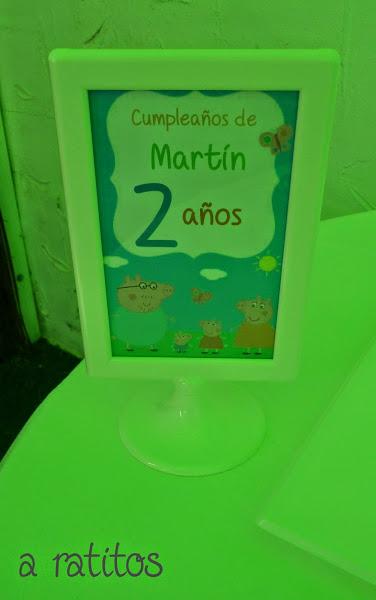 Cumpleaños de
Martín
2 años
a ratitos